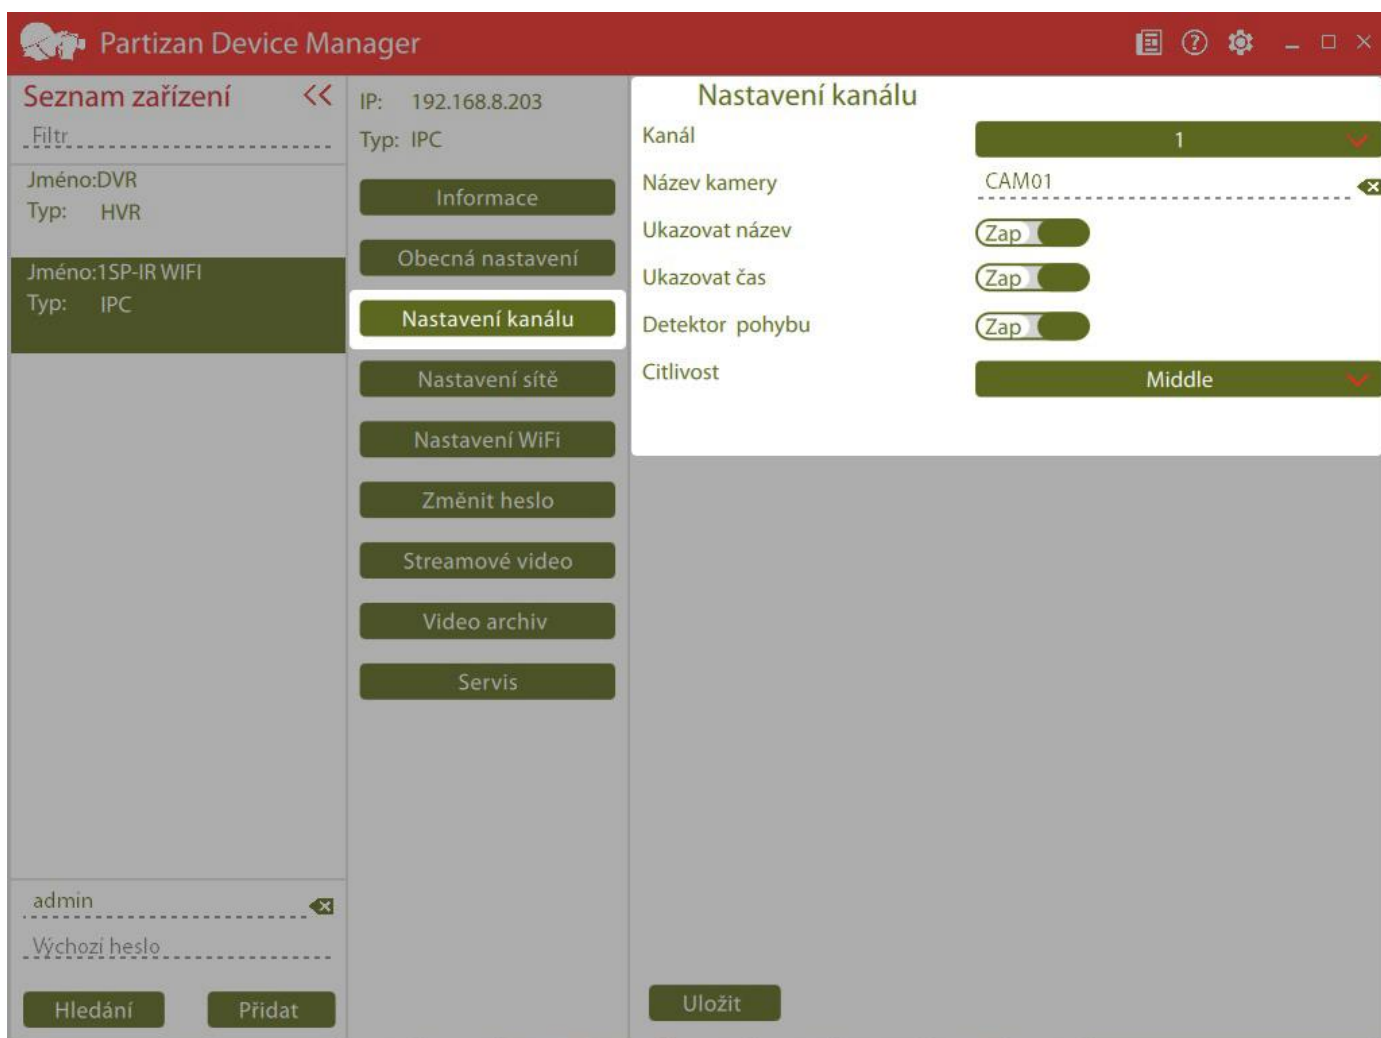 Partizan Device Manager
Seznam zařízení <<
Filtr
Jméno:DVR
Typ: HVR
Jméno:1SP-IR WIFI
Typ: IPC
admin
Výchozí heslo
Hledání Přidat
IP: 192.168.8.203
Typ: IPC
Informace
Obecná nastavení
Nastavení kanálu
Nastavení sítě
Nastavení WiFi
Změnit heslo
Streamové video
Video archiv
Servis
Nastavení kanálu
Kanál 1
Název kamery CAM01
Ukazovat název Zap
Ukazovat čas Zap
Detektor pohybu Zap
Citlivost Middle
Uložit